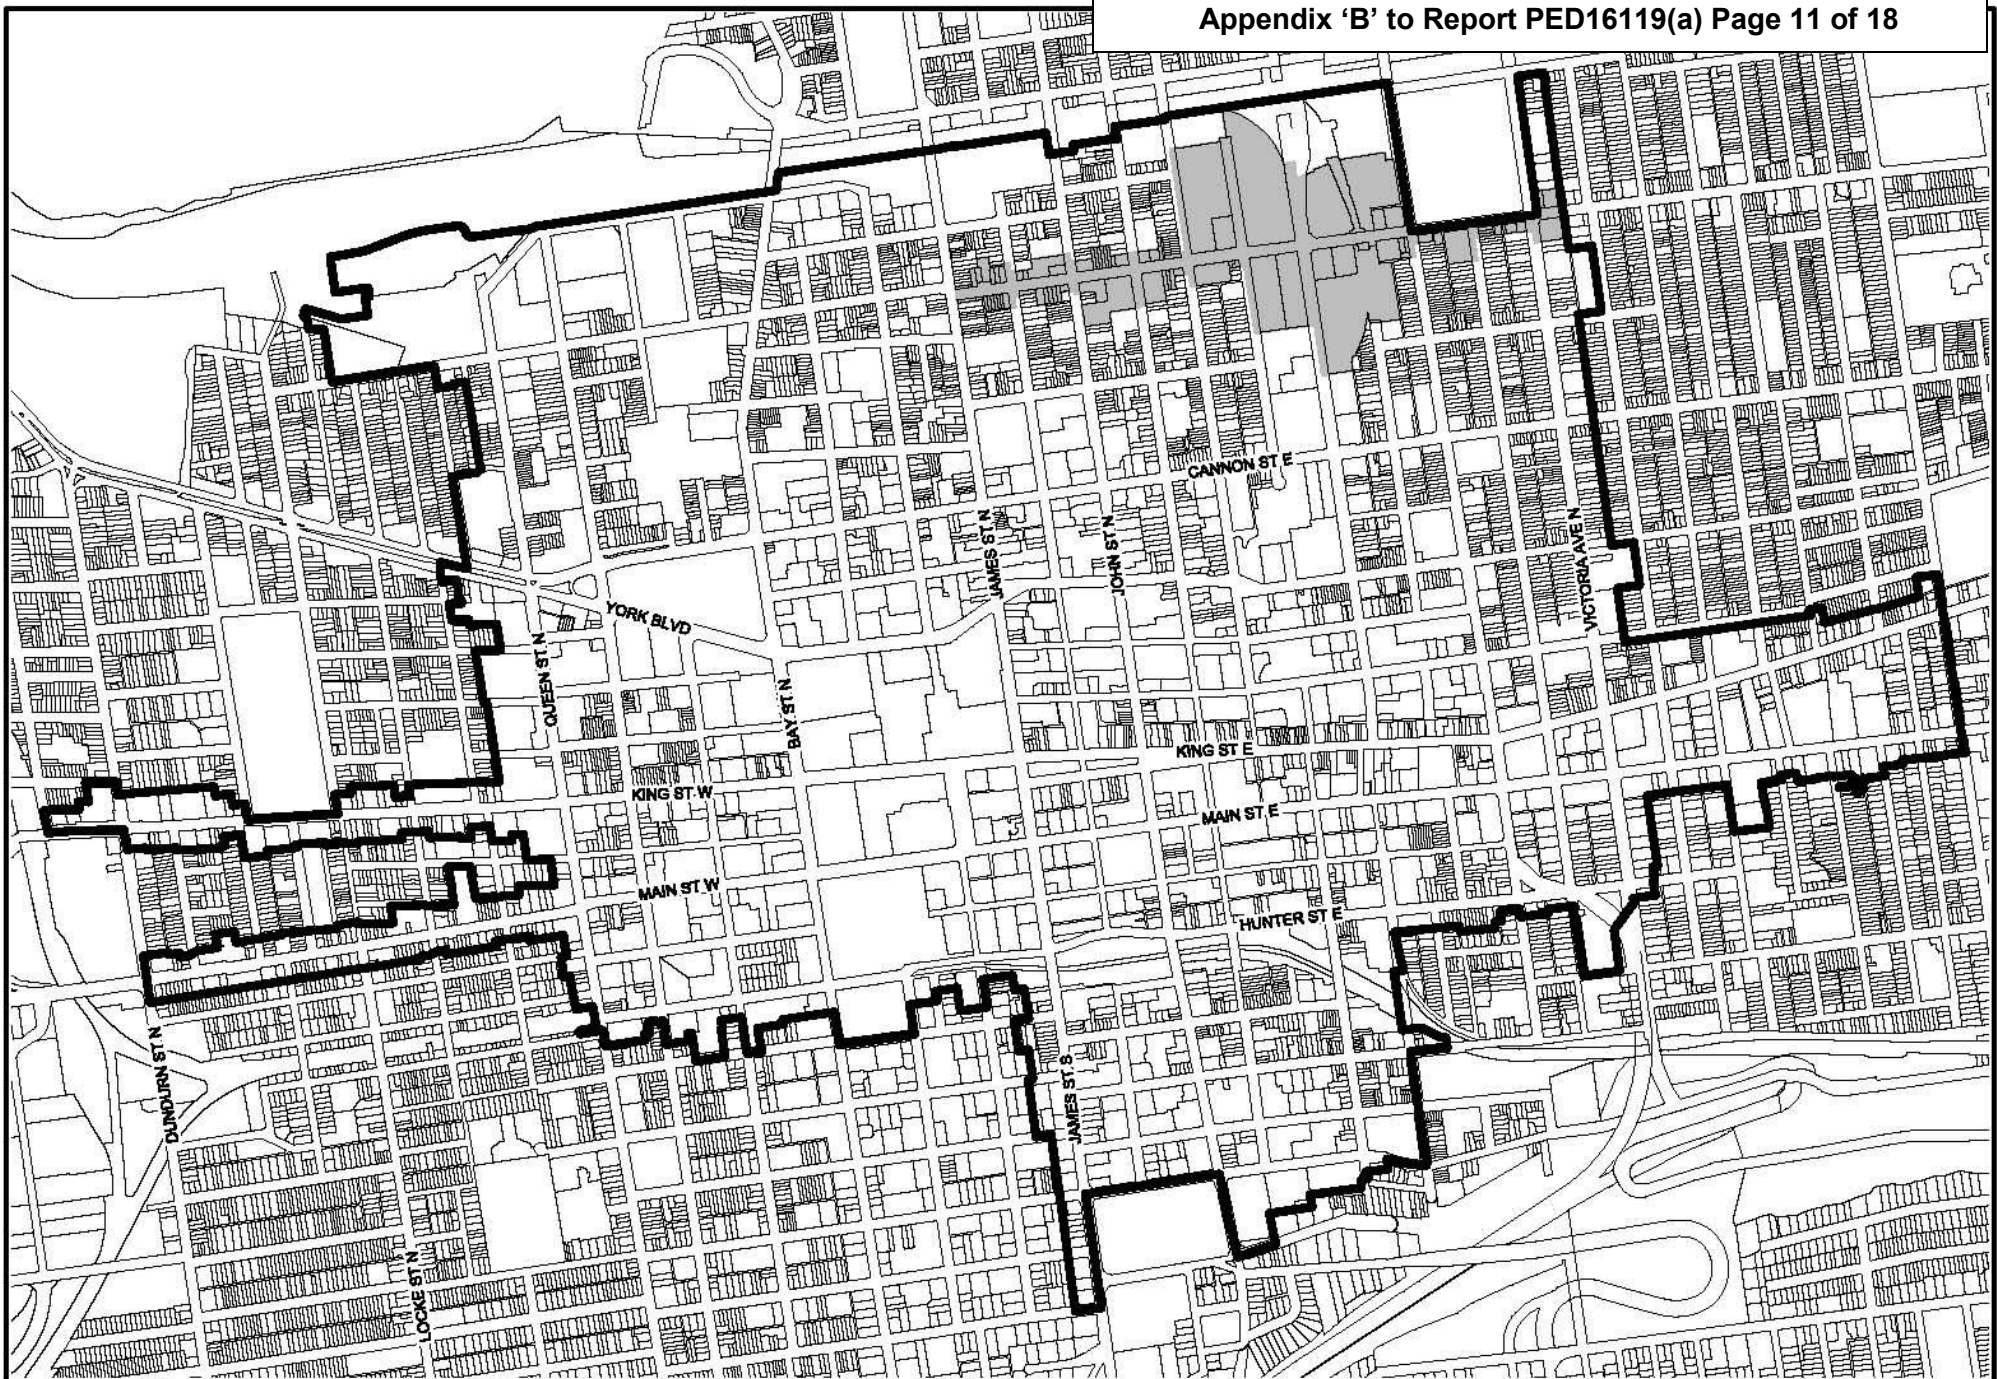 Appendix ‘B’ to Report PED16119(a) Page 11 of 18
CANNON ST E
JAMES ST N
JOHN ST N
VICTORIA AVE N
YORK BLVD
QUEEN ST N
BAY ST N
KING ST E
KING ST W
MAIN ST E
MAIN ST W
HUNTER ST E
DUNDURN ST N
JAMES ST S
LOCKE ST N